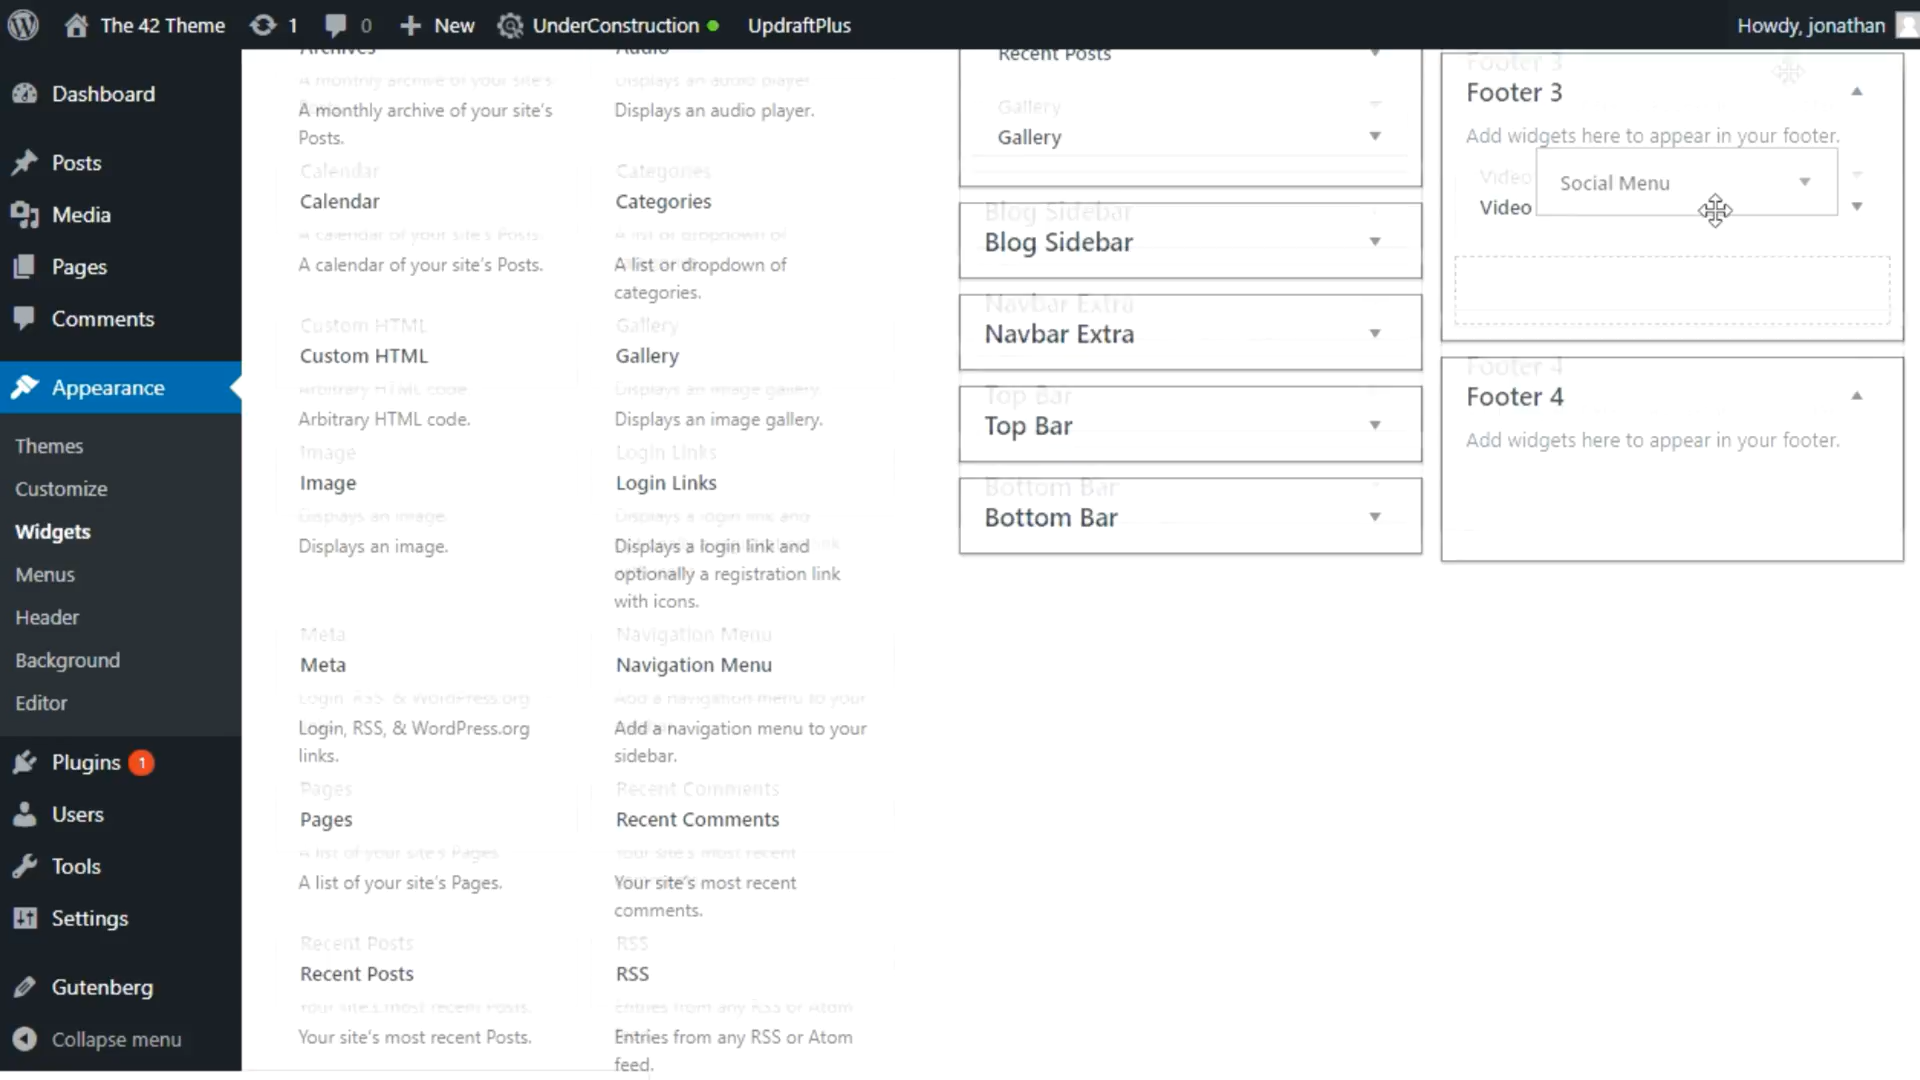 The 42 Theme
1
0
New
UnderConstruction
UpdraftPlus
Howdy, jonathan
Dashboard
Posts
Media
Pages
Comments
Appearance
Themes
Customize
Widgets
Menus
Header
Background
Editor
Plugins 1
Users
Tools
Settings
Gutenberg
Collapse menu
Archives
A monthly archive of your site's
Posts.
Audio
Displays an audio player.
Calendar
A calendar of your site's Posts.
Categories
A list or dropdown of
categories.
Custom HTML
Arbitrary HTML code.
Gallery
Displays an image gallery.
Image
Displays an image.
Login Links
Displays a login link and
optionally a registration link
with icons.
Meta
Login, RSS, & WordPress.org
links.
Navigation Menu
Add a navigation menu to your
sidebar.
Pages
A list of your site's Pages.
Recent Comments
Your site's most recent
comments.
Recent Posts
Your site's most recent Posts.
RSS
Entries from any RSS or Atom
feed.
Recent Posts
Gallery
Blog Sidebar
Navbar Extra
Top Bar
Bottom Bar
Footer 3
Add widgets here to appear in your footer.
Social Menu
Video
Footer 4
Add widgets here to appear in your footer.